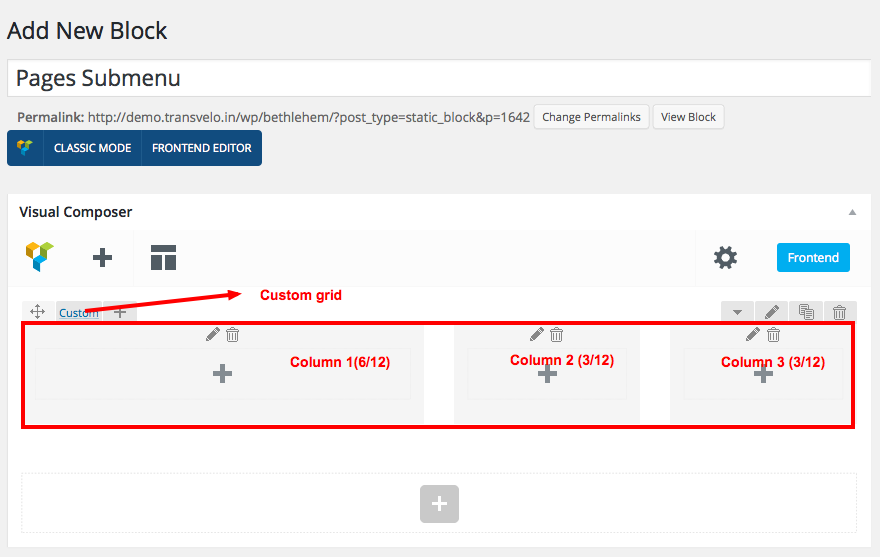 Add New Block
Pages Submenu
Permalink: http://demo.transvelo.in/wp/bethlehem/?post_type=static_block&p=1642 Change Permalinks View Block
CLASSIC MODE FRONTEND EDITOR
Visual Composer
Frontend
Custom grid
Custom
Column 1(6/12) Column 2 (3/12) Column 3 (3/12)